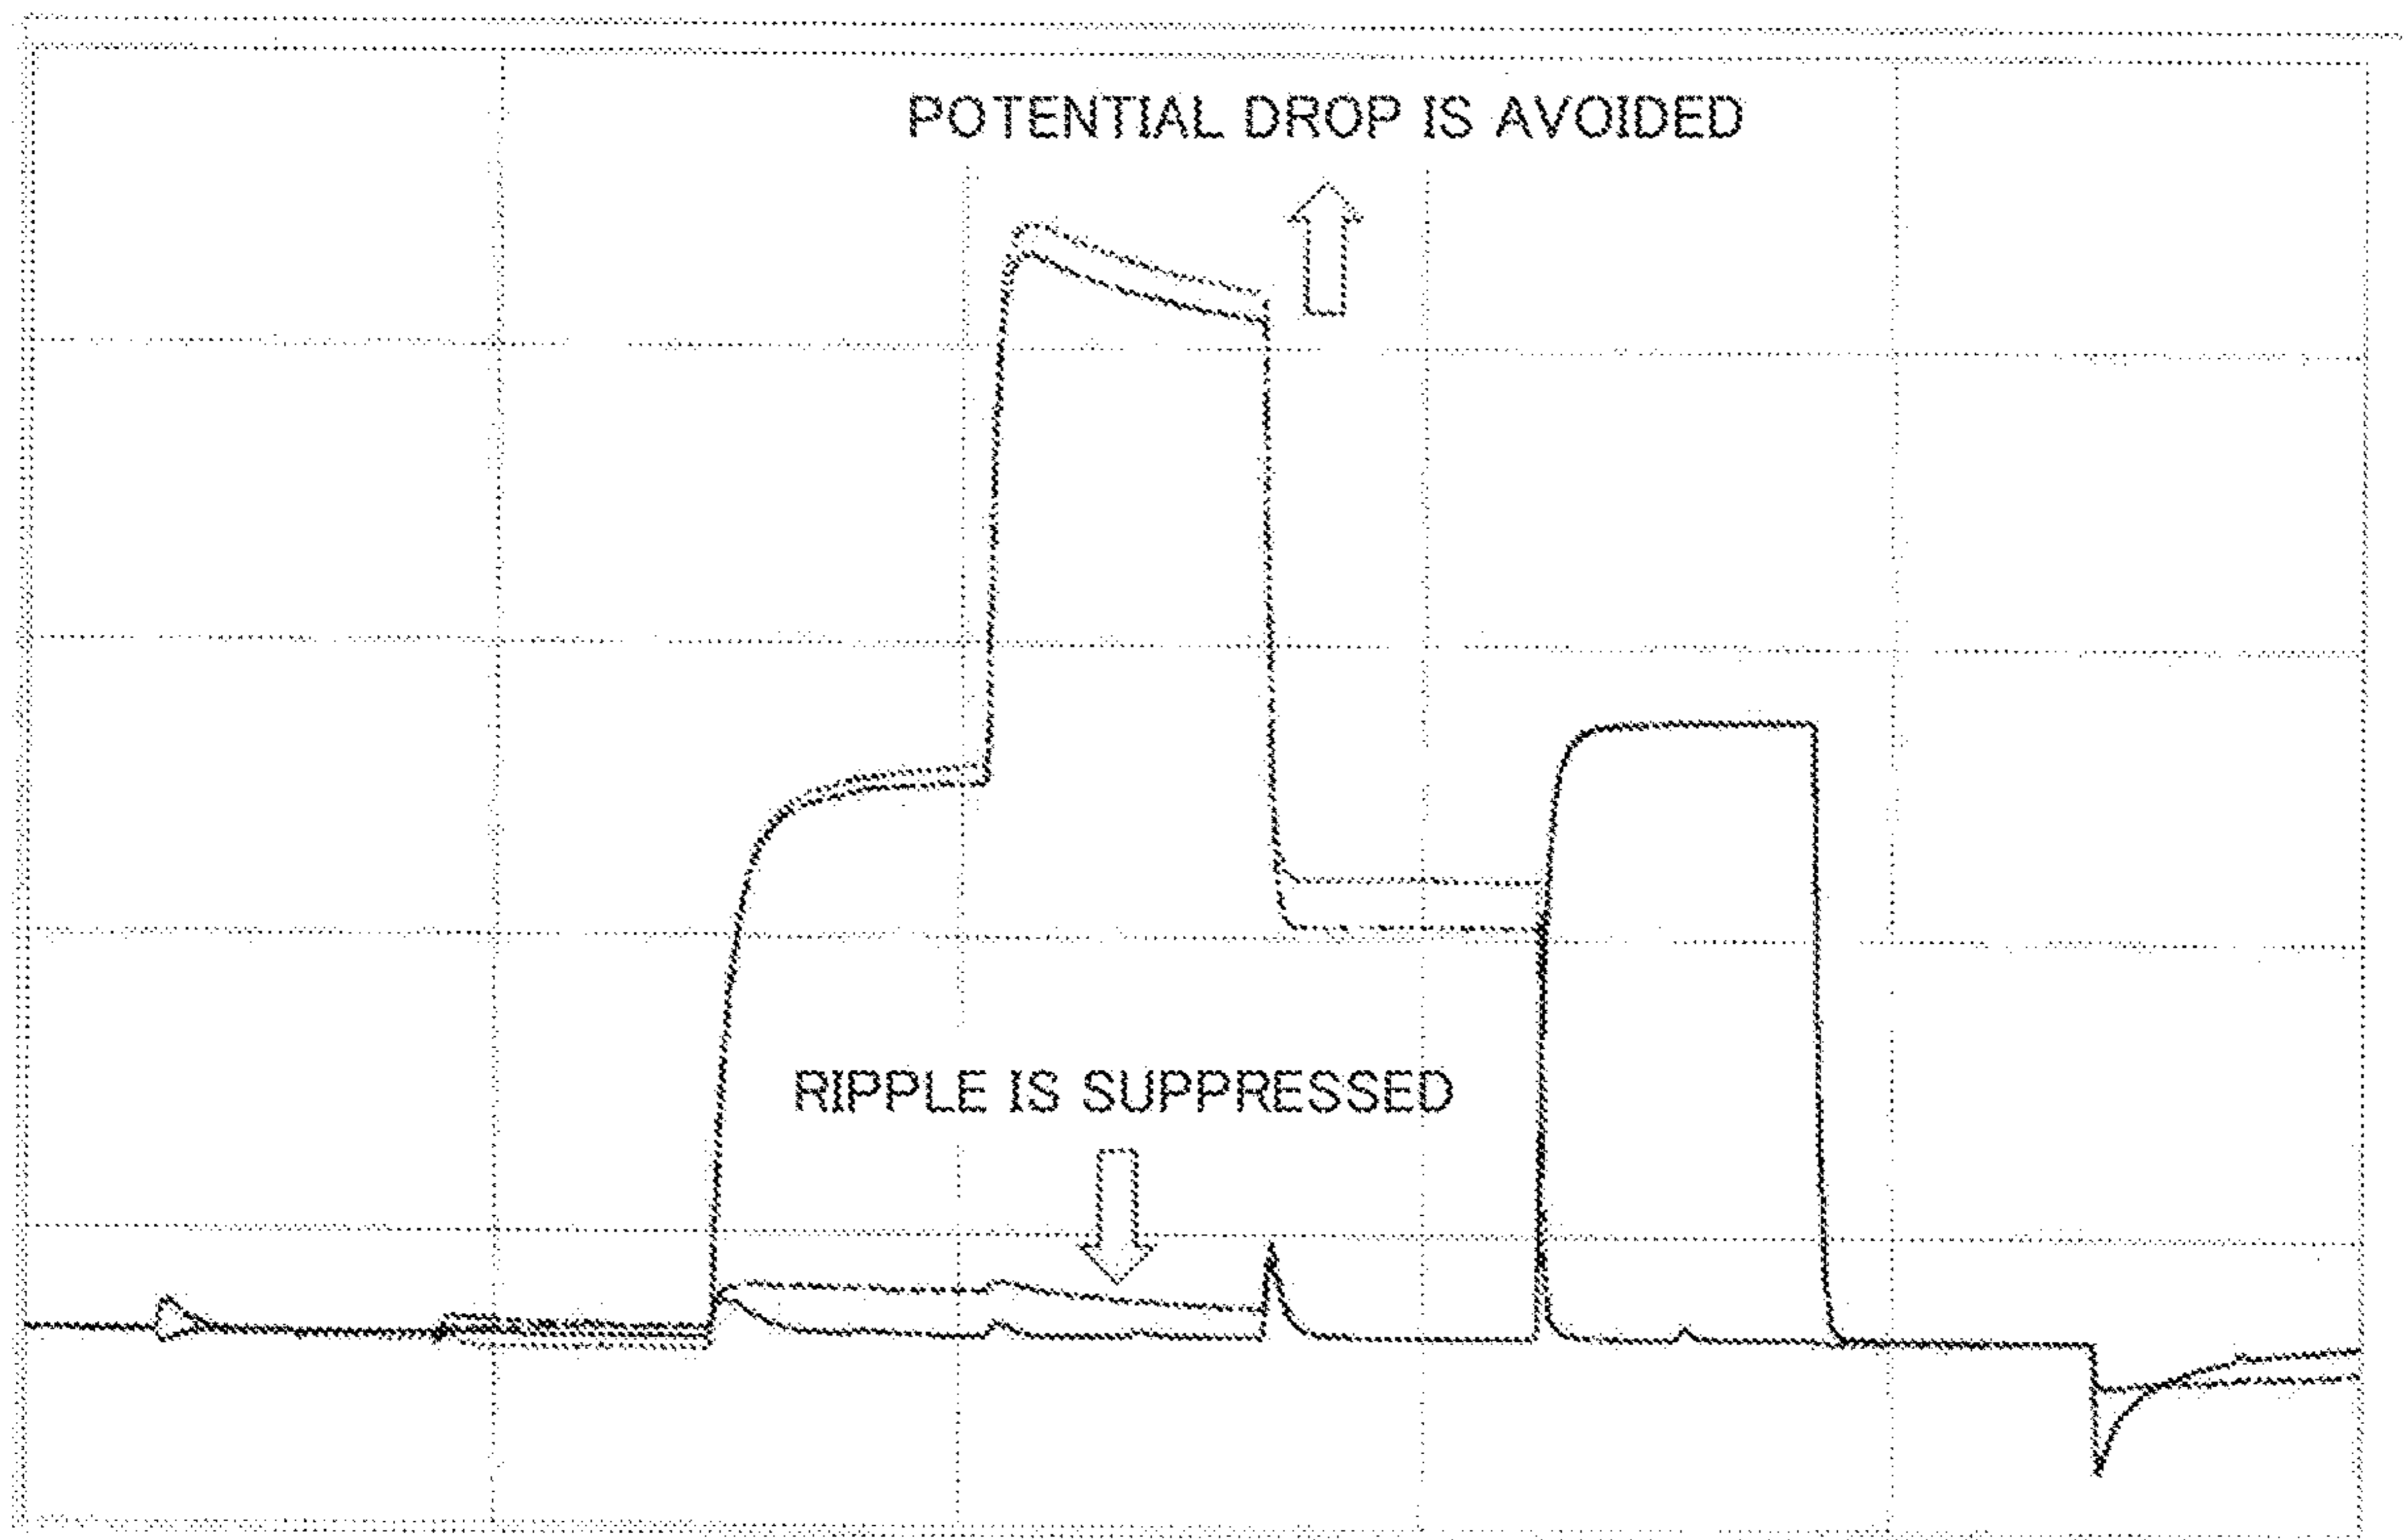 POTENTIAL DROP IS AVOIDED
RIPPLE IS SUPPRESSED